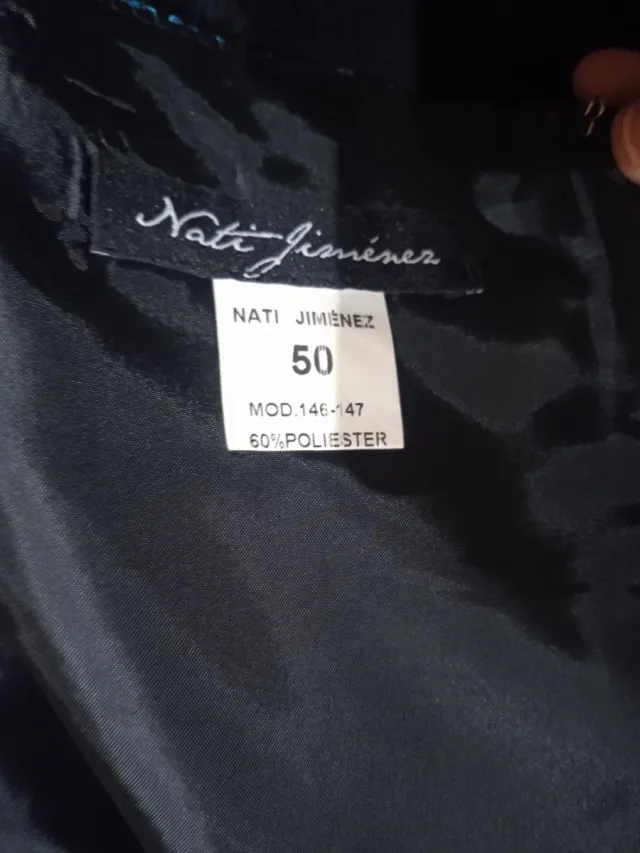 Nati Jiménez
NATI JIMÉNEZ
50
MOD.146-147
60%POLIESTER